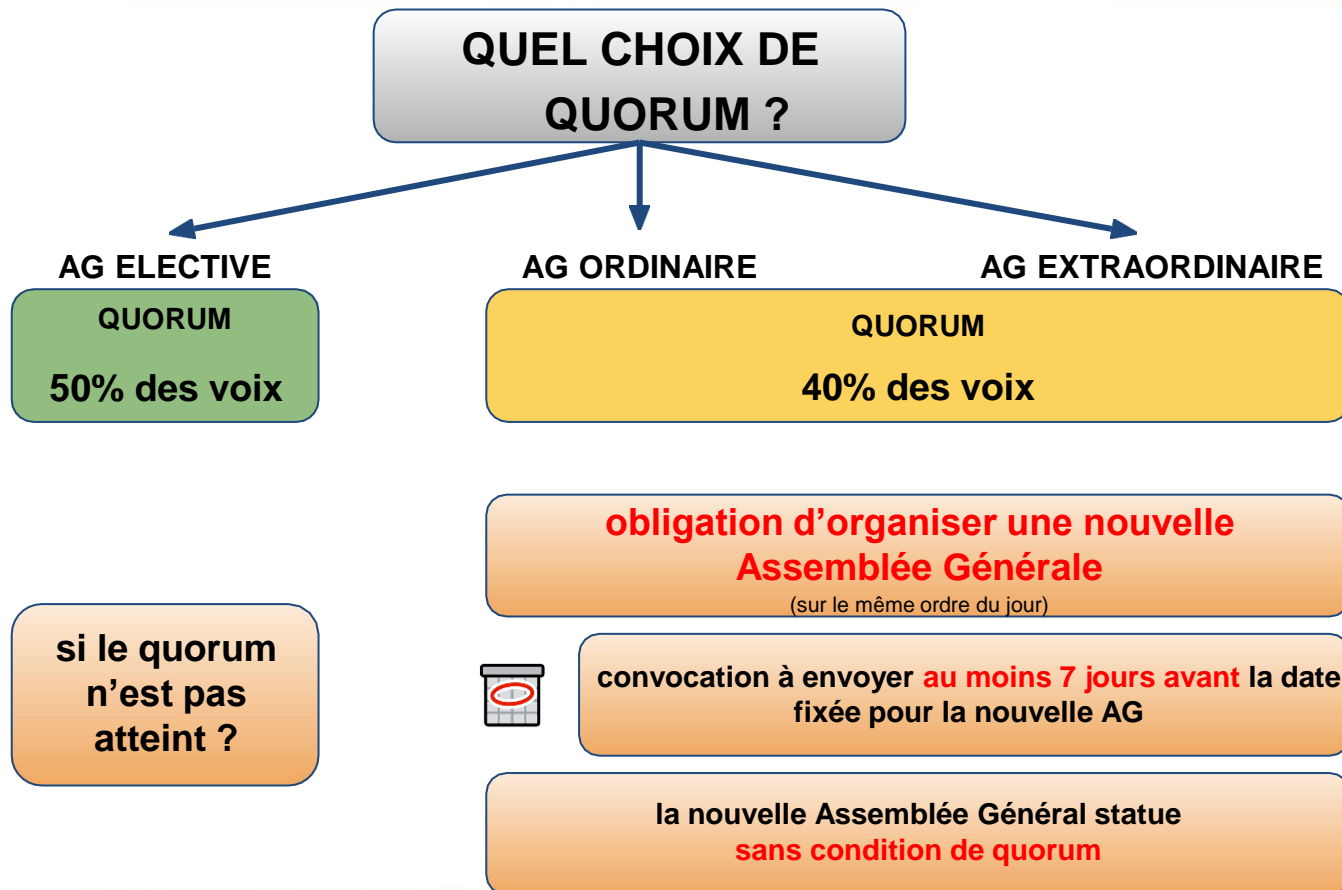 QUEL CHOIX DE
QUORUM ?
AG ELECTIVE
AG ORDINAIRE
AG EXTRAORDINAIRE
QUORUM
50% des voix
QUORUM
40% des voix
si le quorum
n'est pas
atteint ?
obligation d'organiser une nouvelle
Assemblée Générale
(sur le même ordre du jour)
convocation à envoyer au moins 7 jours avant la date
fixée pour la nouvelle AG
la nouvelle Assemblée Général statue
sans condition de quorum